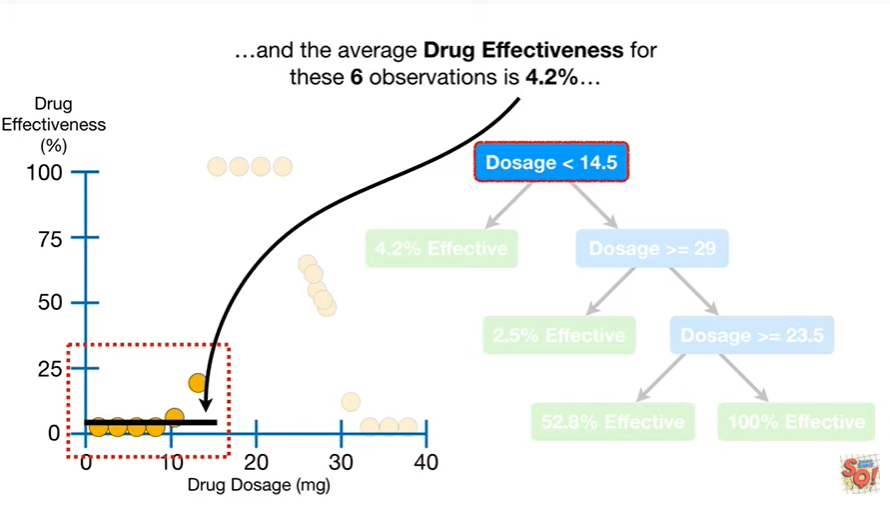 …and the average Drug Effectiveness for
these 6 observations is 4.2%…
Drug
Effectiveness
(%)
100
75
50
25
0
0 10 20 30 40
Drug Dosage (mg)
Dosage < 14.5
4.2% Effective
Dosage >= 29
2.5% Effective
Dosage >= 23.5
52.8% Effective
100% Effective
SQ!